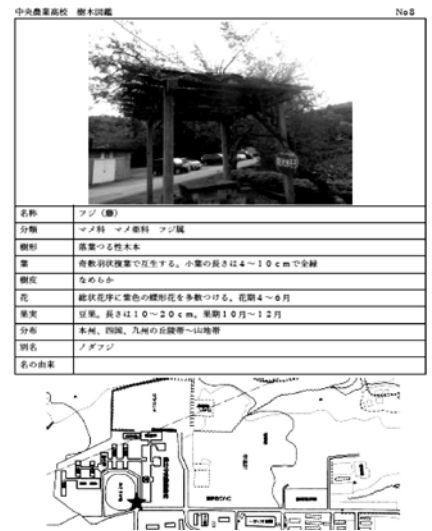 中央農業高校 樹木図鑑 No8
名称 フジ（藤）
分類 マメ科 マメ亜科 フジ属
樹形 落葉つる性木本
葉 奇数羽状複葉で互生する。小葉の長さは４～１０ｃｍで全縁
樹皮 なめらか
花 総状花序に紫色の蝶形花を多数つける。花期４～６月
果実 豆果。長さは１０～２０ｃｍ。果期１０月～１２月
分布 本州、四国、九州の丘陵帯～山地帯
別名 ノダフジ
名の由来